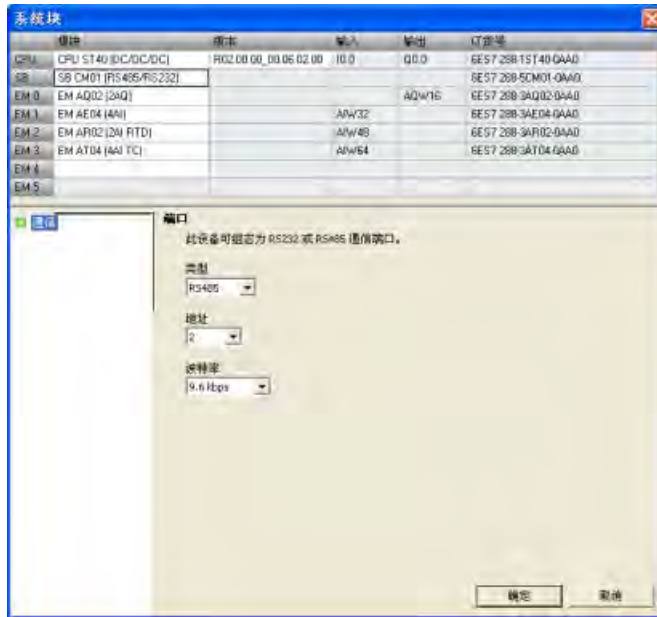 系统块
模块 版本 输入 输出 订货号
CPU CPU ST40 (DC/DC/DC) R02.00.00_00.06.02.00 I0.0 Q0.0 6ES7 288-1ST40-0AA0
SB SB CM01 (RS485/RS232) 6ES7 288-5CM01-0AA0
EM 0 EM AQ02 (2AQ) AQW16 6ES7 288-3AQ02-0AA0
EM 1 EM AE04 (4AI) AIW32 6ES7 288-3AE04-0AA0
EM 2 EM AR02 (2AI RTD) AIW48 6ES7 288-3AR02-0AA0
EM 3 EM AT04 (4AI TC) AIW64 6ES7 288-3AT04-0AA0
EM 4
EM 5
通信
端口
此设备可组态为 RS232 或 RS485 通信端口。
类型
RS485
地址
2
波特率
9.6 kbps
确定 取消